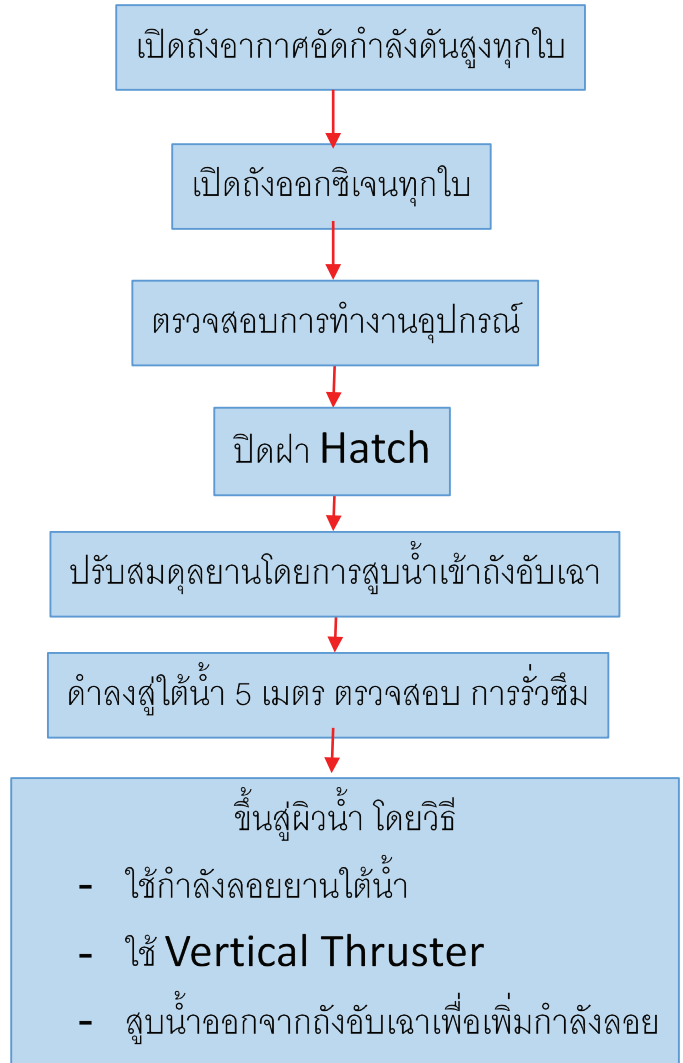 เปิดถังอากาศอัดกำลังดันสูงทุกใบ
เปิดถังออกซิเจนทุกใบ
ตรวจสอบการทำงานอุปกรณ์
ปิดฝา Hatch
ปรับสมดุลยานโดยการสูบน้ำเข้าถังอับเฉา
ดำลงสู่ใต้น้ำ 5 เมตร ตรวจสอบ การรั่วซึม
ขึ้นสู่ผิวน้ำ โดยวิธี
- ใช้กำลังลอยยานใต้น้ำ
- ใช้ Vertical Thruster
- สูบน้ำออกจากถังอับเฉาเพื่อเพิ่มกำลังลอย